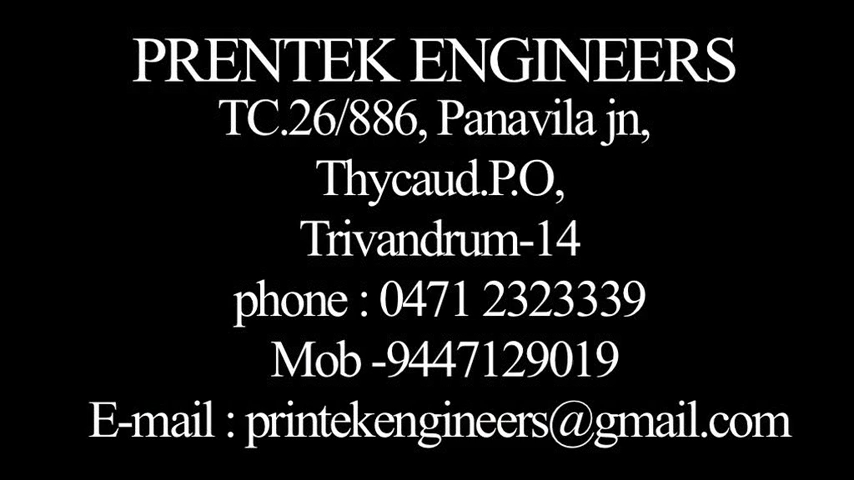 PRENTEK ENGINEERS
TC.26/886, Panavila jn,
Thycaud.P.O,
Trivandrum-14
phone : 0471 2323339
Mob -9447129019
E-mail : printekengineers@gmail.com